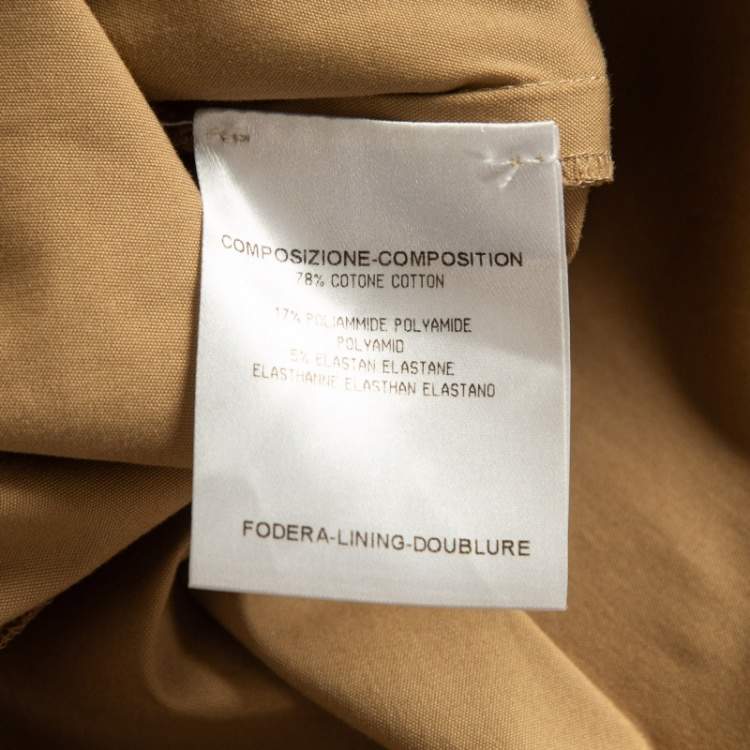 COMPOSIZIONE-COMPOSITION
78% COTONE COTTON
17% POLIAMMIDE POLYAMIDE
POLYAMID
5% ELASTAN ELASTANE
ELASTHANNE ELASTHAN ELASTANO
FODERA-LINING-DOUBLURE